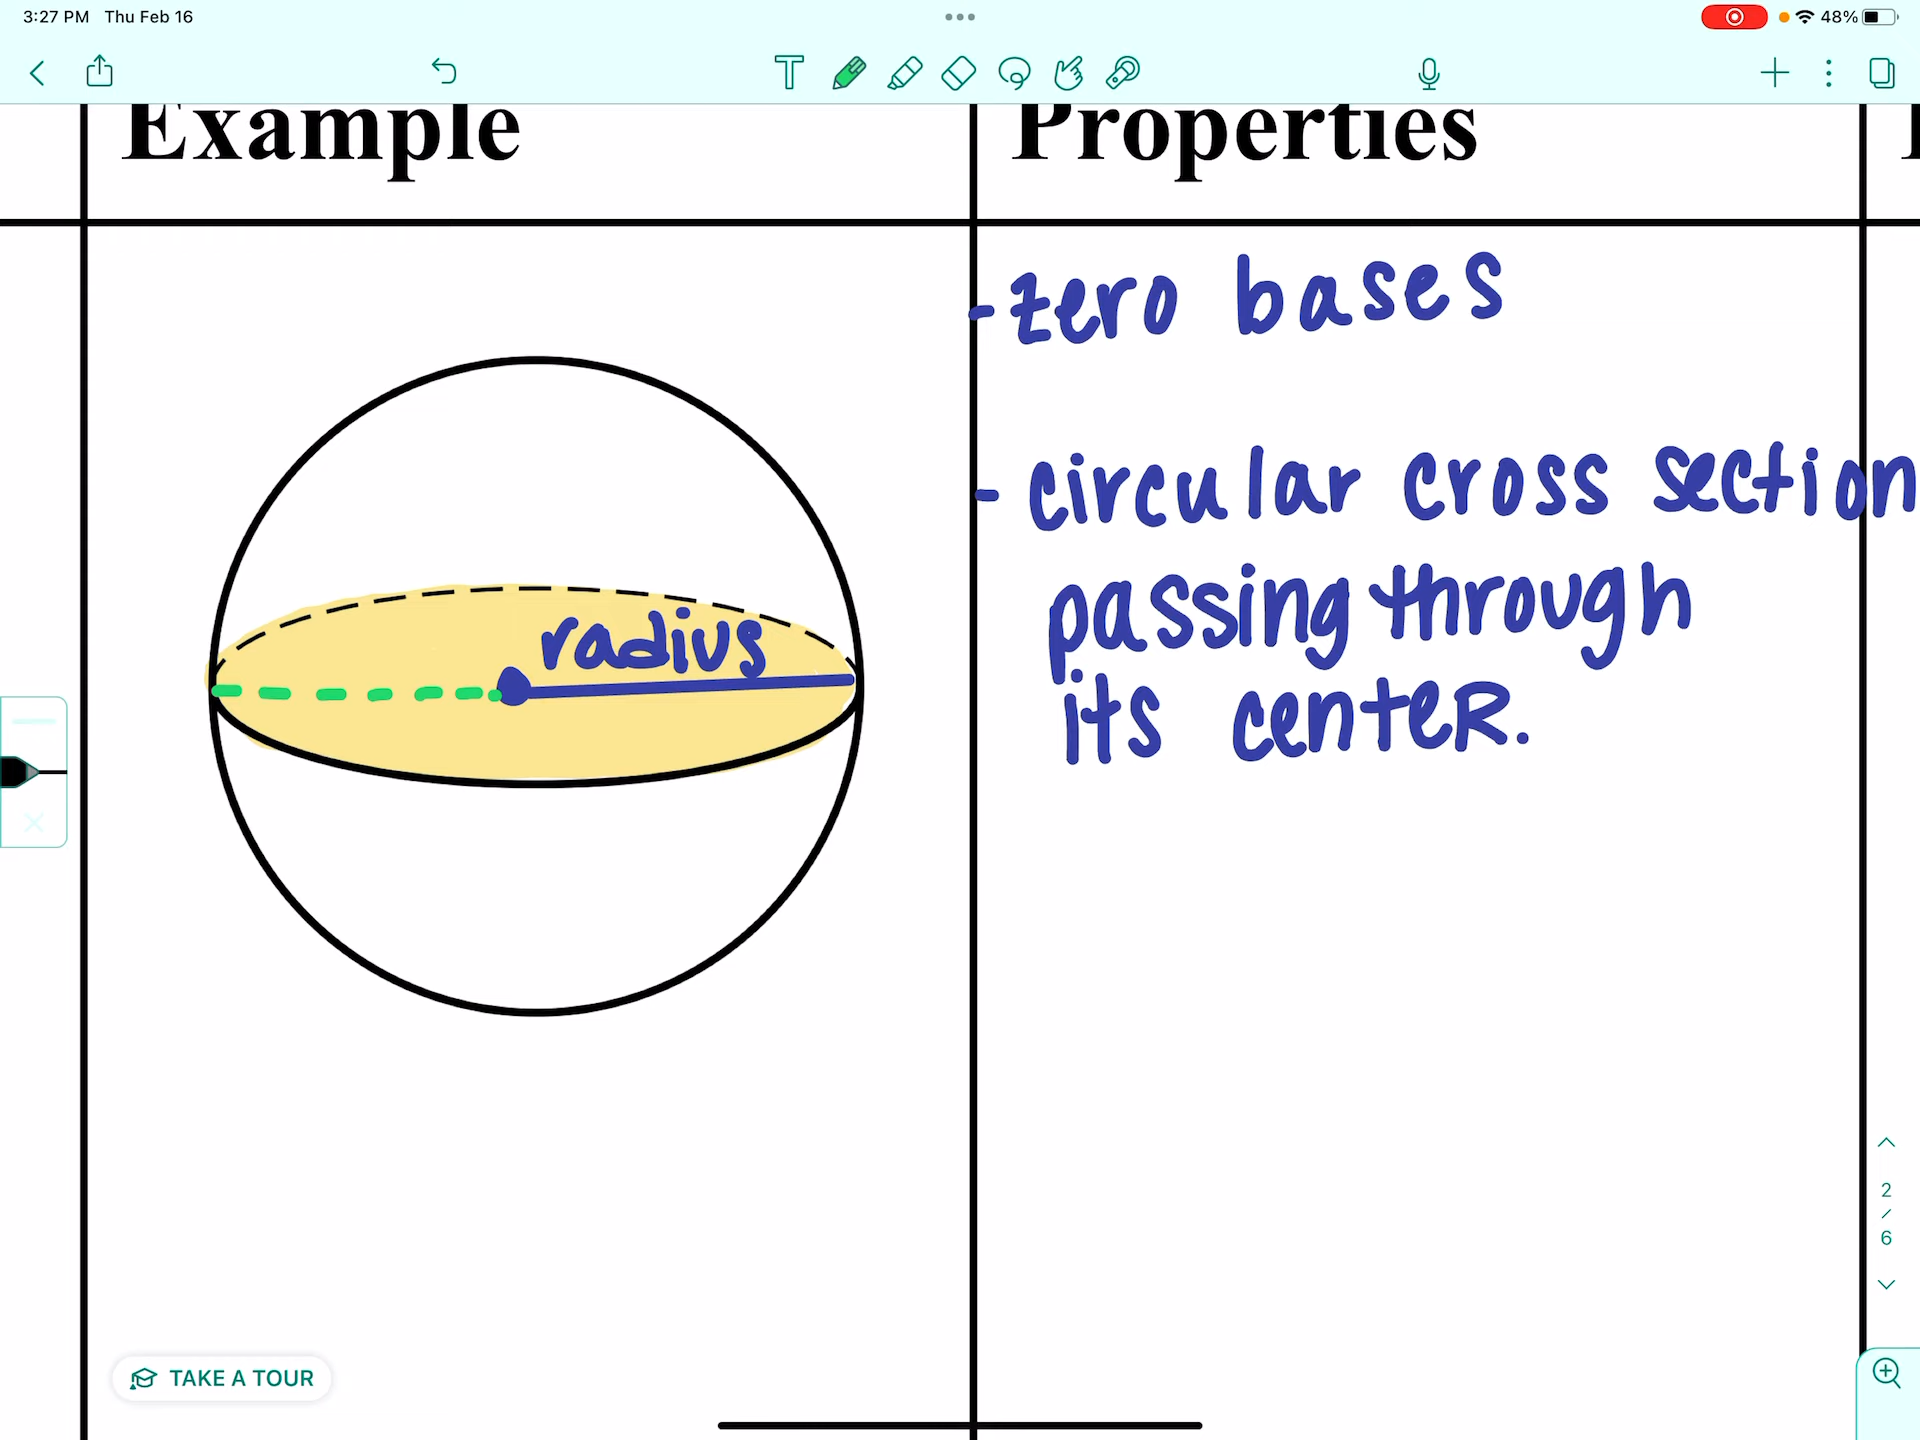 3:27 PM Thu Feb 16
48%
Example
Properties
-zero bases
- circular cross section
passing through
its center.
radius
2
/
6
TAKE A TOUR